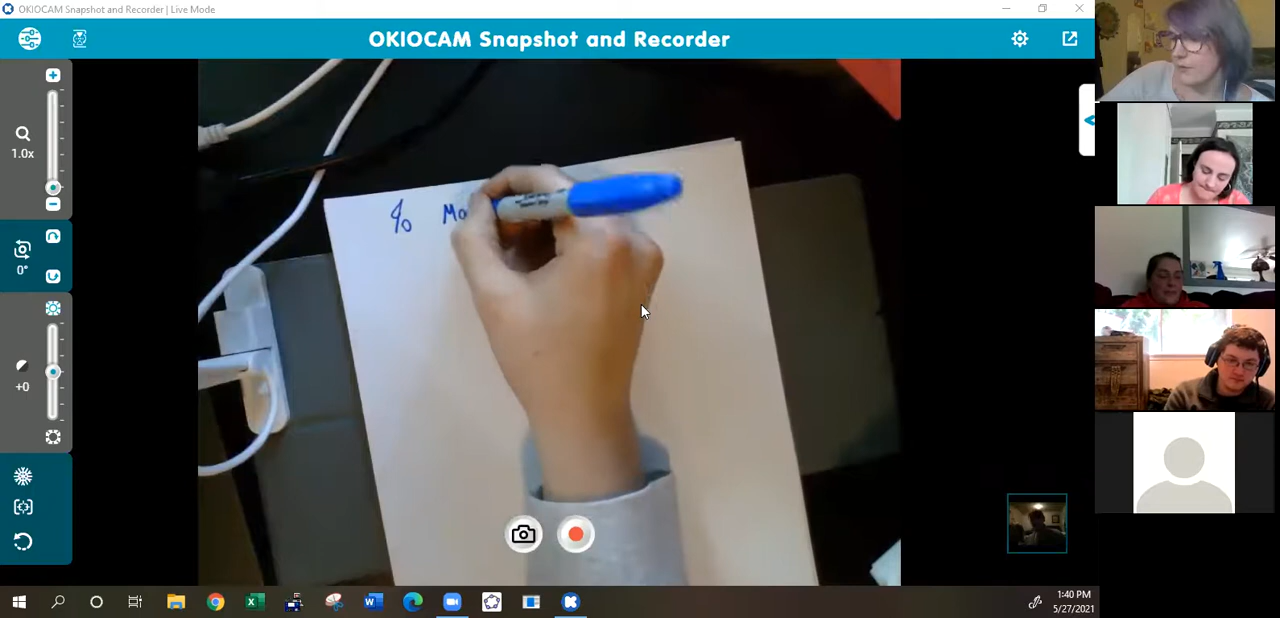 OKIOCAM Snapshot and Recorder | Live Mode
OKIOCAM Snapshot and Recorder
1.0x
0°
+0
% Ma
1:40 PM
5/27/2021